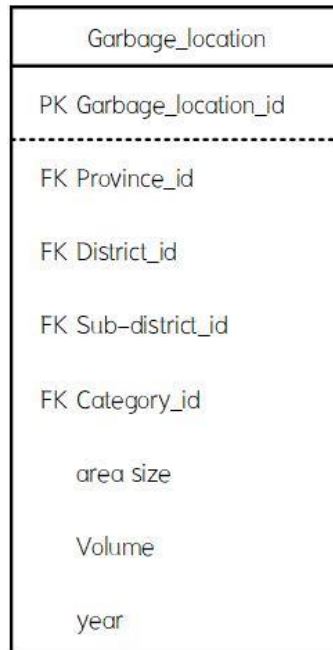 Garbage_location
PK Garbage_location_id
FK Province_id
FK District_id
FK Sub-district_id
FK Category_id
area size
Volume
year